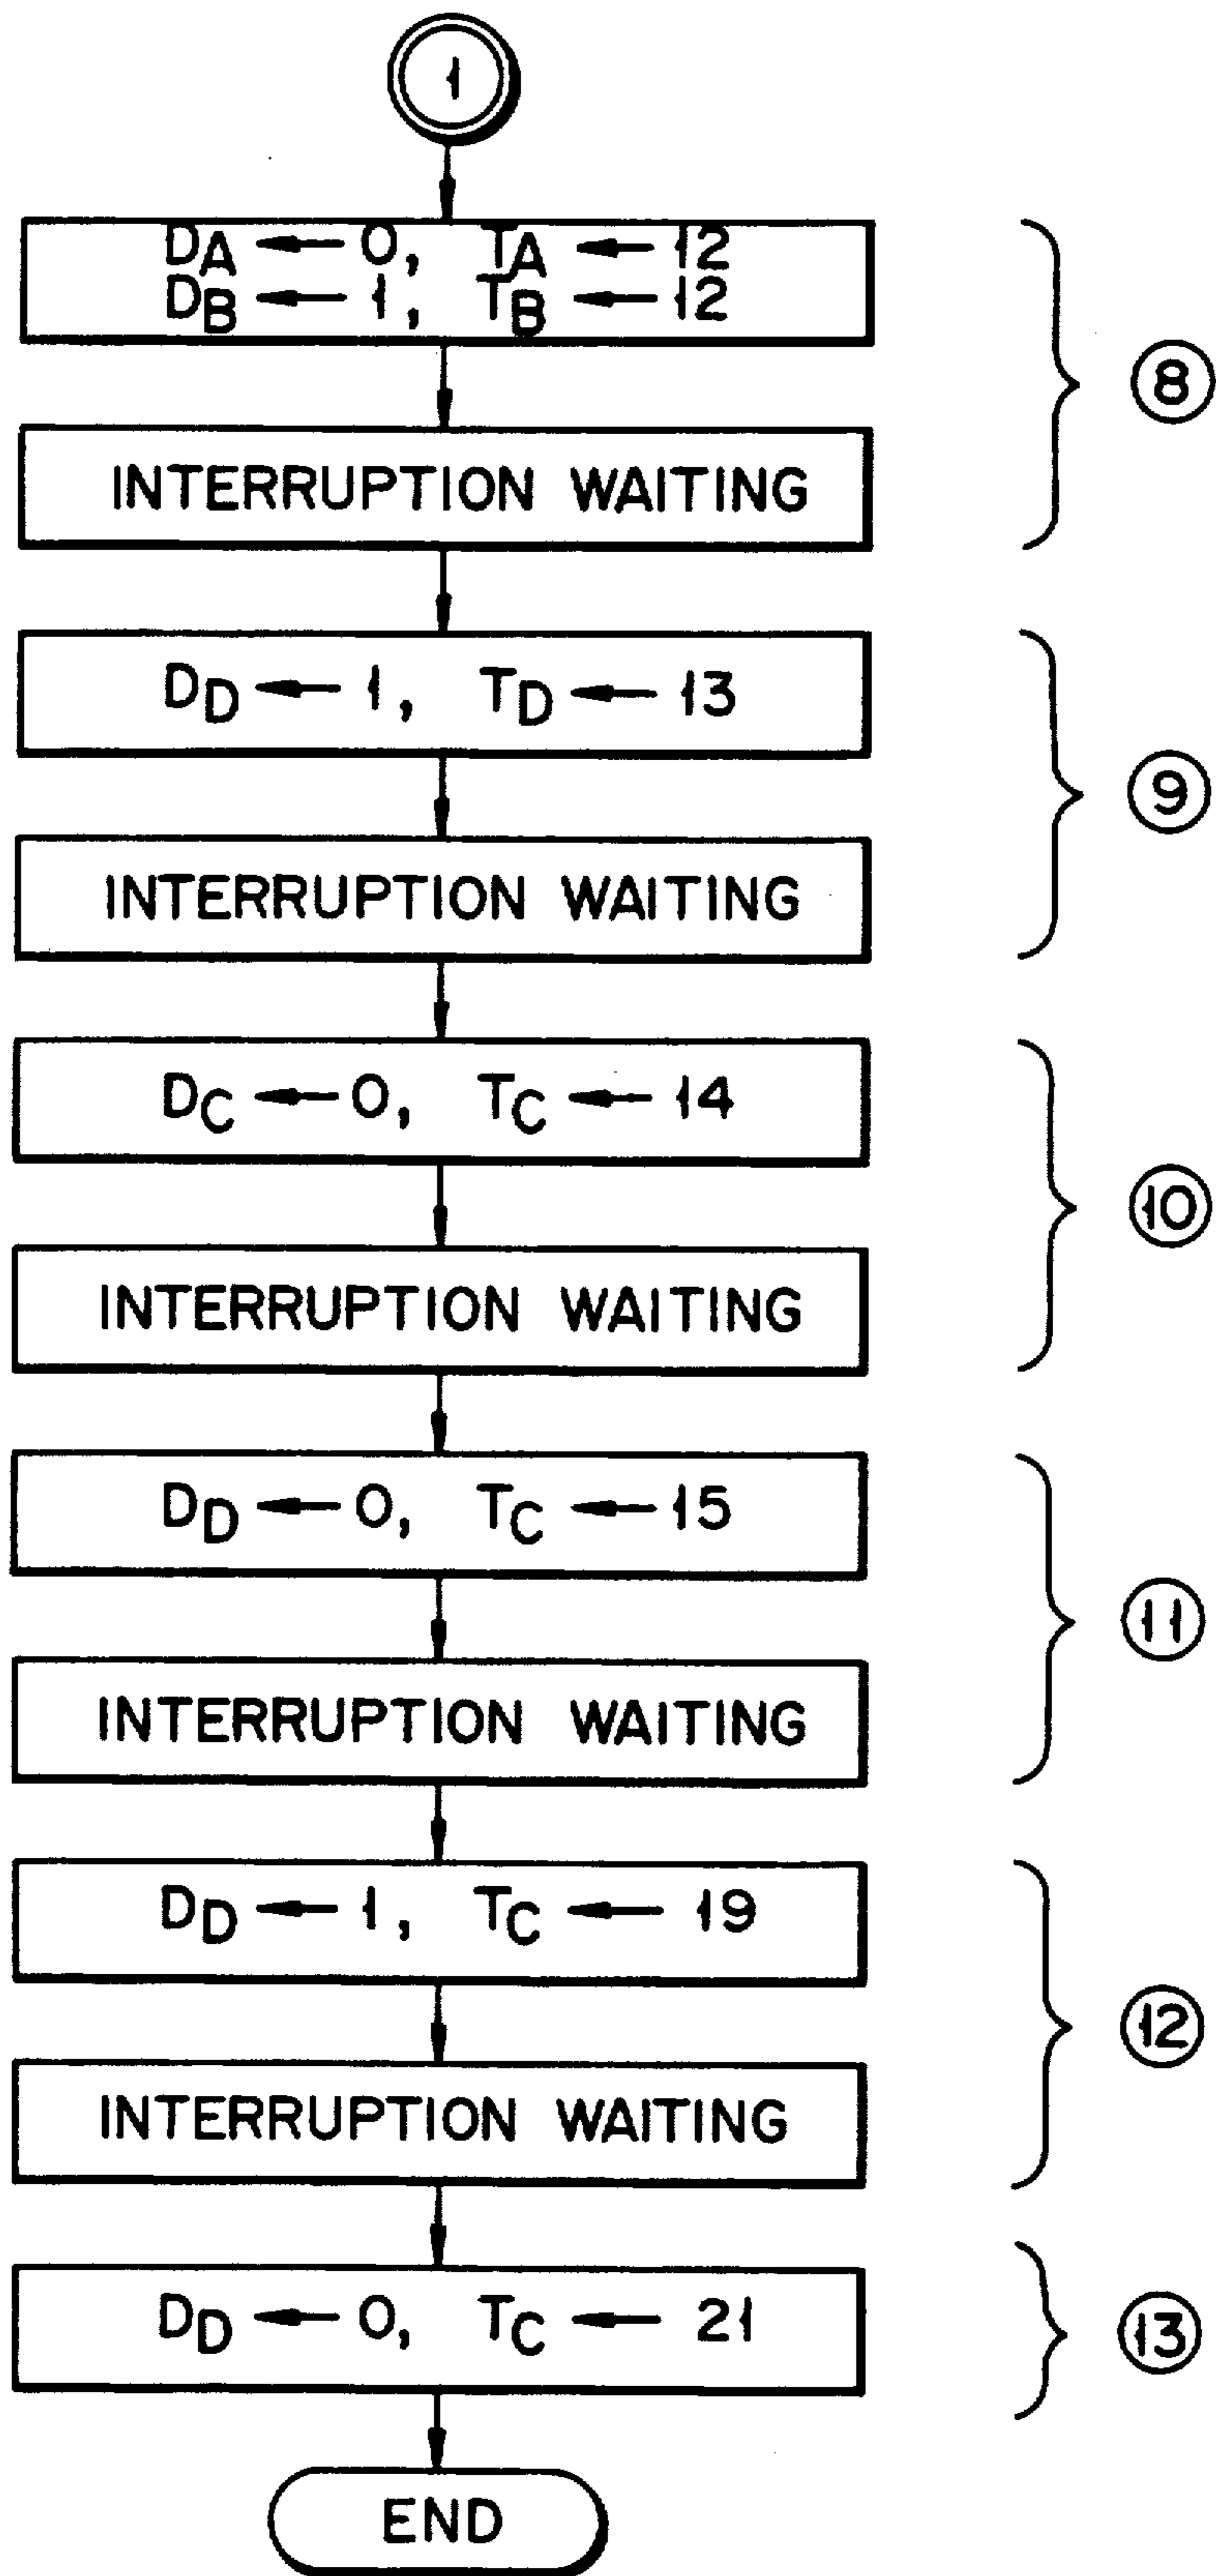 1
DA ← 0, TA ← 12
DB ← 1, TB ← 12
⑧
INTERRUPTION WAITING
DD ← 1, TD ← 13
⑨
INTERRUPTION WAITING
DC ← 0, TC ← 14
⑩
INTERRUPTION WAITING
DD ← 0, TC ← 15
⑪
INTERRUPTION WAITING
DD ← 1, TC ← 19
⑫
INTERRUPTION WAITING
DD ← 0, TC ← 21
⑬
END